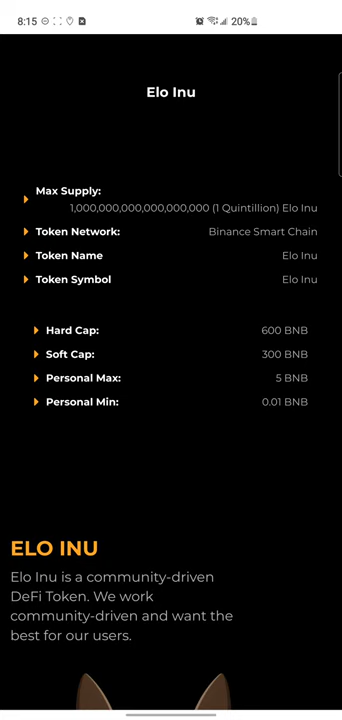 8:15
20%
Elo Inu
Max Supply:
1,000,000,000,000,000,000 (1 Quintillion) Elo Inu
Token Network: Binance Smart Chain
Token Name Elo Inu
Token Symbol Elo Inu
Hard Cap: 600 BNB
Soft Cap: 300 BNB
Personal Max: 5 BNB
Personal Min: 0.01 BNB
ELO INU
Elo Inu is a community-driven
DeFi Token. We work
community-driven and want the
best for our users.